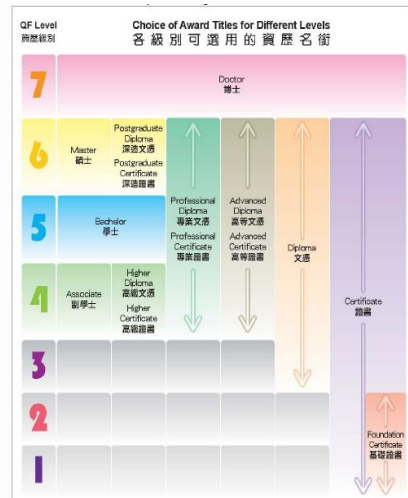 QF Level
資歷級別
Choice of Award Titles for Different Levels
各級別可選用的資歷名銜
7
Doctor
博士
6
Master
碩士
Postgraduate
Diploma
深造文憑
Postgraduate
Certificate
深造證書
5
Bachelor
學士
4
Associate
副學士
Higher
Diploma
高級文憑
Higher
Certificate
高級證書
Professional
Diploma
專業文憑
Professional
Certificate
專業證書
Advanced
Diploma
高等文憑
Advanced
Certificate
高等證書
Diploma
文憑
Certificate
證書
3
2
1
Foundation
Certificate
基礎證書